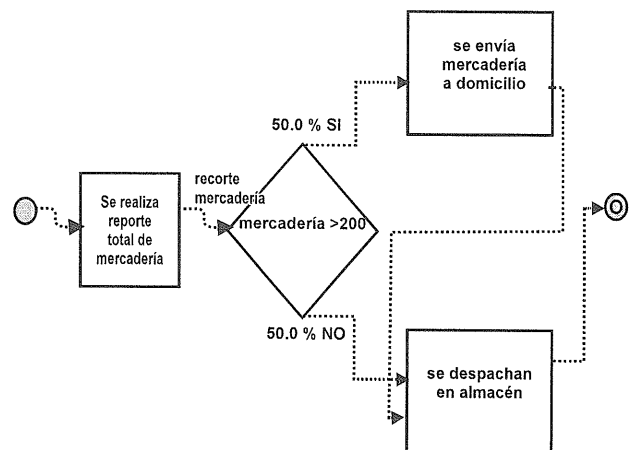 se envía
mercadería
a domicilio
50.0 % SI
recorte
mercadería
Se realiza
reporte
total de
mercadería
mercadería >200
50.0 % NO
se despachan
en almacén